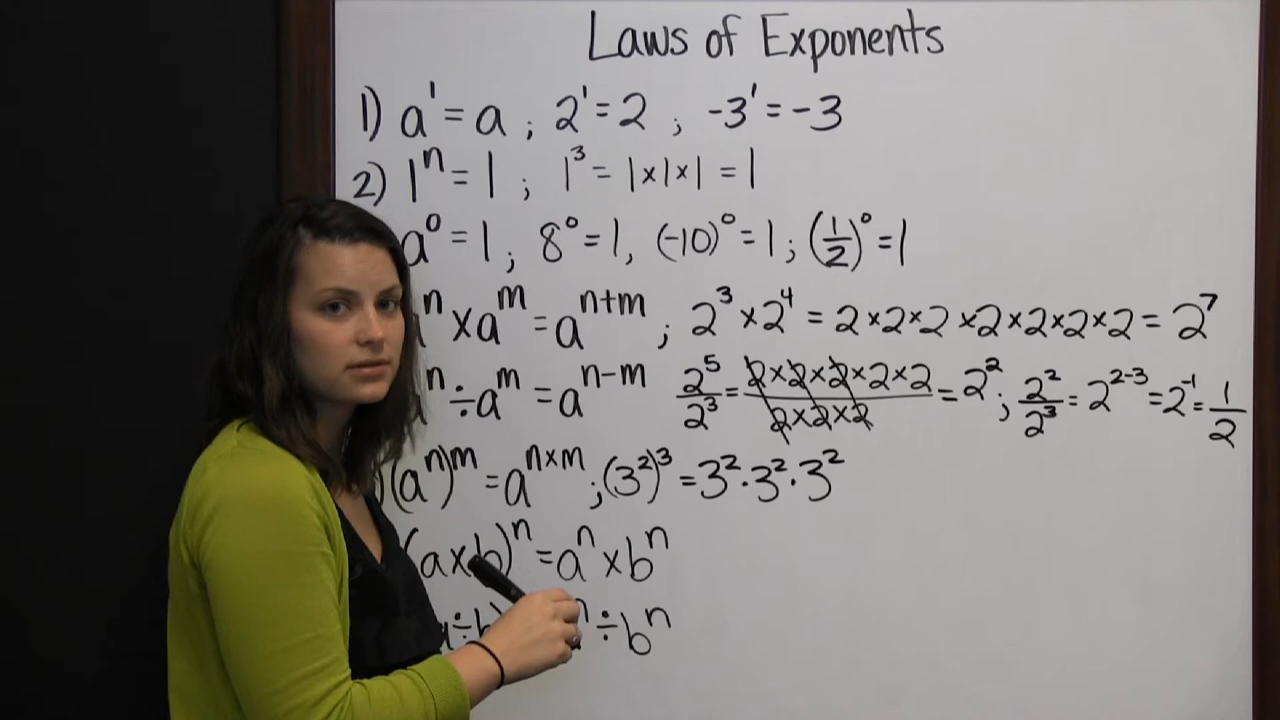 Laws of Exponents
1) a¹ = a ; 2¹ = 2 ; -3¹ = -3
2) 1ⁿ = 1 ; 1³ = 1×1×1 = 1
a⁰ = 1 ; 8⁰ = 1, (-10)⁰ = 1 ; (1/2)⁰ = 1
ⁿ × aᵐ = aⁿ⁺ᵐ ; 2³ × 2⁴ = 2×2×2×2×2×2×2 = 2⁷
ⁿ ÷ aᵐ = aⁿ⁻ᵐ 2⁵/2³ = 2×2×2×2×2/2×2×2 = 2² ; 2²/2³ = 2²⁻³ = 2⁻¹ = 1/2
) (aⁿ)ᵐ = aⁿˣᵐ ; (3²)³ = 3² · 3² · 3²
(a×b)ⁿ = aⁿ × bⁿ
÷ b) ⁿ ÷ bⁿ